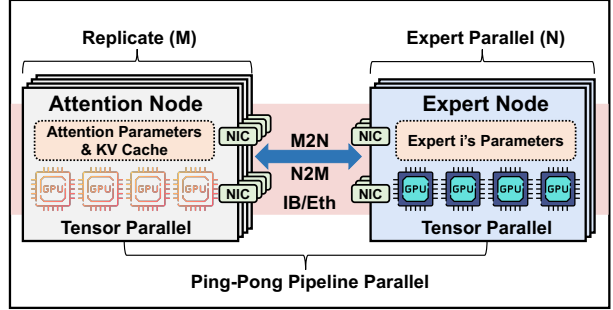 Replicate (M)
Expert Parallel (N)
Attention Node
Attention Parameters
& KV Cache
NIC
NIC
GPU GPU GPU GPU
Tensor Parallel
M2N
N2M
IB/Eth
Expert Node
NIC
Expert i's Parameters
NIC
GPU GPU GPU GPU
Tensor Parallel
Ping-Pong Pipeline Parallel